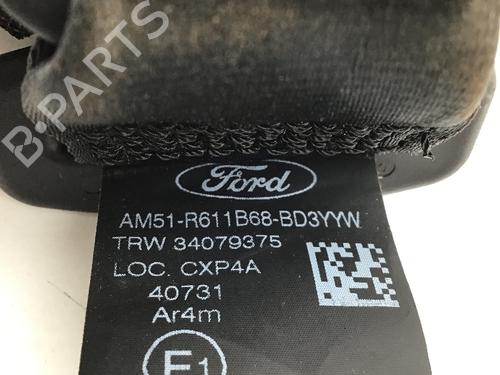 B-PARTS
Ford
AM51-R611B68-BD3YYW
TRW 34079375
LOC. CXP4A
40731
Ar4m
E1